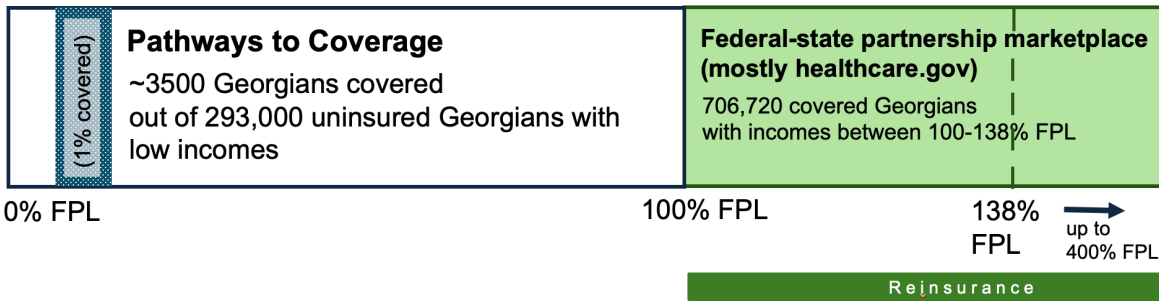 (1% covered)
Pathways to Coverage
~3500 Georgians covered
out of 293,000 uninsured Georgians with
low incomes
Federal-state partnership marketplace
(mostly healthcare.gov)
706,720 covered Georgians
with incomes between 100-138% FPL
0% FPL
100% FPL
138%
FPL
up to
400% FPL
Reinsurance